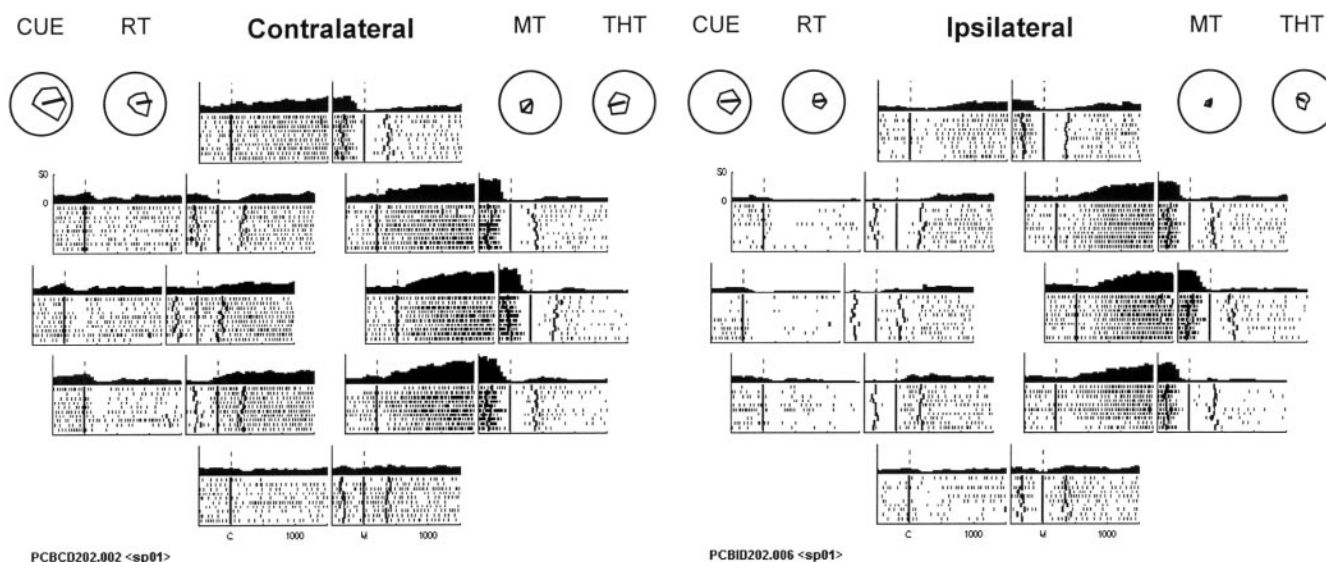 CUE RT Contralateral MT THT CUE RT Ipsilateral MT THT
50
0
50
0
C 1000 M 1000
C 1000 M 1000
PCBCD202.002 <sp01>
PCBID202.006 <sp01>